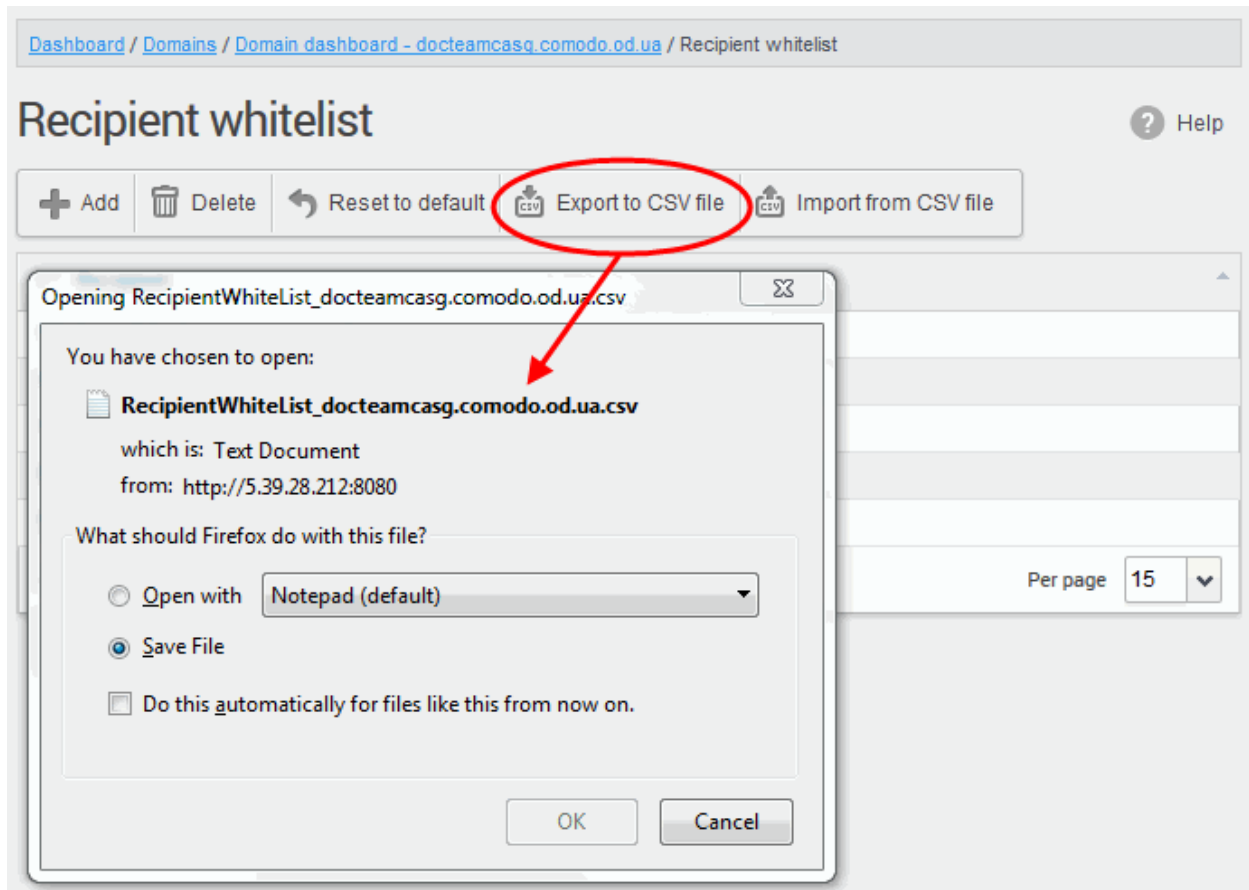 Dashboard / Domains / Domain dashboard - docteamcasg.comodo.od.ua / Recipient whitelist
Recipient whitelist
Help
Add
Delete
Reset to default
Export to CSV file
Import from CSV file
Opening RecipientWhiteList_docteamcasg.comodo.od.ua.csv
You have chosen to open:
RecipientWhiteList_docteamcasg.comodo.od.ua.csv
which is: Text Document
from: http://5.39.28.212:8080
What should Firefox do with this file?
Open with Notepad (default)
Save File
Do this automatically for files like this from now on.
Per page 15
OK Cancel